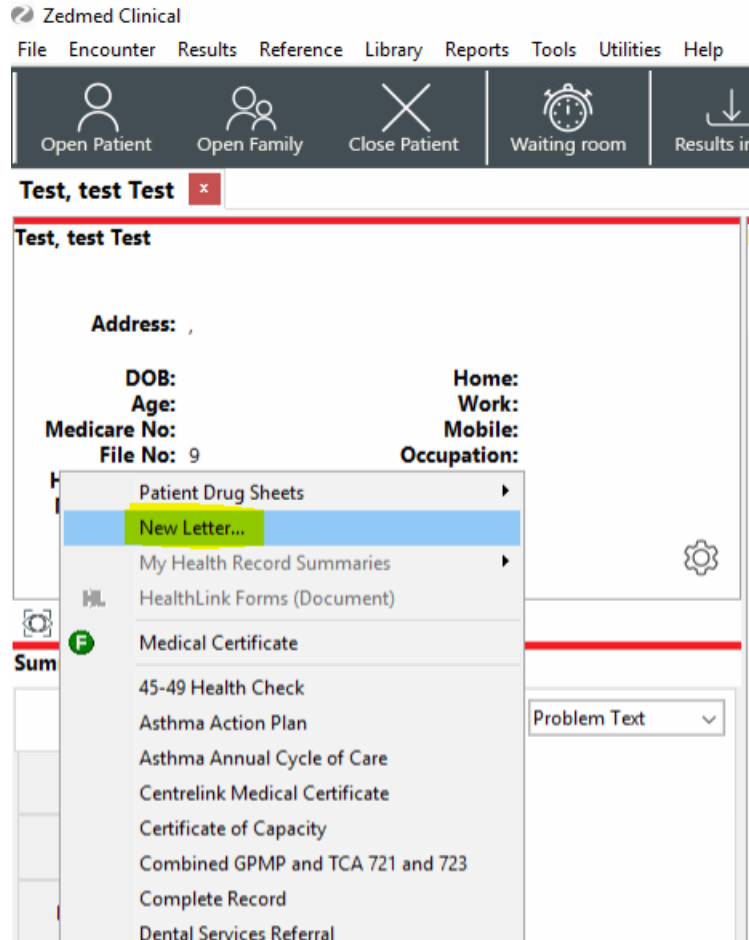 Zedmed Clinical
File Encounter Results Reference Library Reports Tools Utilities Help
Open Patient Open Family Close Patient Waiting room Results
Test, test Test x
Test, test Test
Address: ,
DOB: Home:
Age: Work:
Medicare No: Mobile:
File No: 9 Occupation:
Patient Drug Sheets
New Letter...
My Health Record Summaries
HL HealthLink Forms (Document)
F Medical Certificate
45-49 Health Check
Problem Text
Asthma Action Plan
Asthma Annual Cycle of Care
Centrelink Medical Certificate
Certificate of Capacity
Combined GPMP and TCA 721 and 723
Complete Record
Dental Services Referral